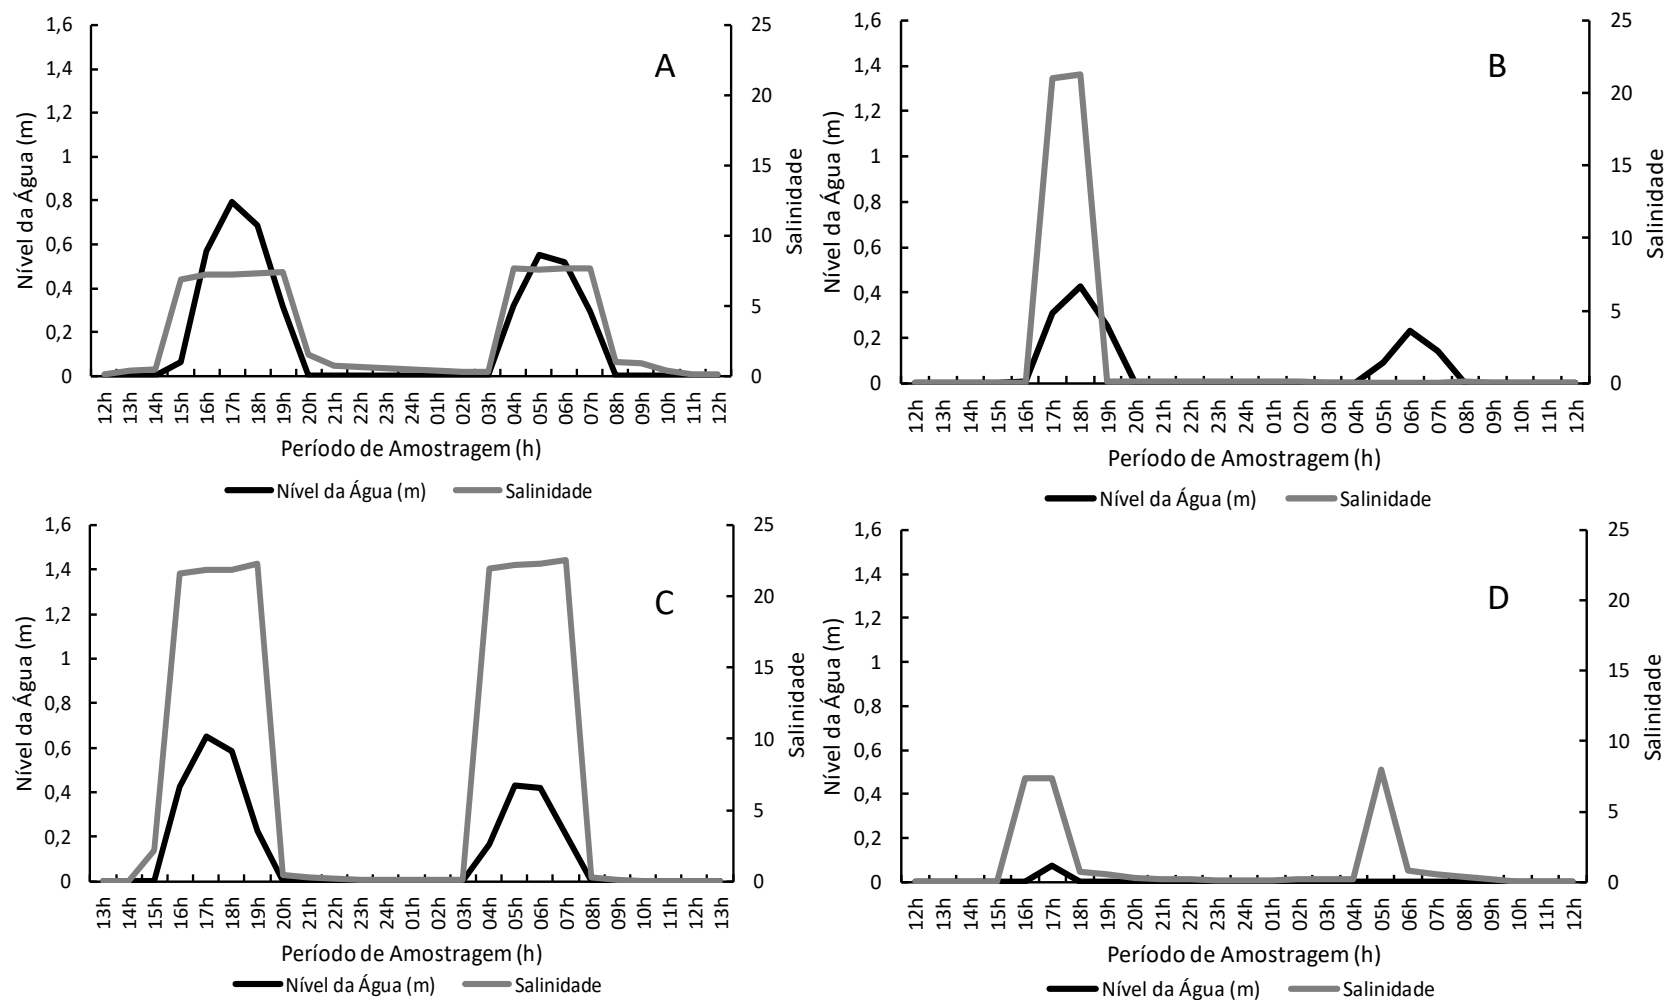 A
Nível da Água (m)
1,6
1,4
1,2
1
0,8
0,6
0,4
0,2
0
25
20
15
10
5
0
Salinidade
12h 13h 14h 15h 16h 17h 18h 19h 20h 21h 22h 23h 24h 01h 02h 03h 04h 05h 06h 07h 08h 09h 10h 11h 12h
Período de Amostragem (h)
Nível da Água (m) Salinidade
B
Nível da Água (m)
1,6
1,4
1,2
1
0,8
0,6
0,4
0,2
0
25
20
15
10
5
0
Salinidade
12h 13h 14h 15h 16h 17h 18h 19h 20h 21h 22h 23h 24h 01h 02h 03h 04h 05h 06h 07h 08h 09h 10h 11h 12h
Período de Amostragem (h)
Nível da Água (m) Salinidade
C
Nível da Água (m)
1,6
1,4
1,2
1
0,8
0,6
0,4
0,2
0
25
20
15
10
5
0
Salinidade
13h 14h 15h 16h 17h 18h 19h 20h 21h 22h 23h 24h 01h 02h 03h 04h 05h 06h 07h 08h 09h 10h 11h 12h 13h
Período de Amostragem (h)
Nível da Água (m) Salinidade
D
Nível da Água (m)
1,6
1,4
1,2
1
0,8
0,6
0,4
0,2
0
25
20
15
10
5
0
Salinidade
12h 13h 14h 15h 16h 17h 18h 19h 20h 21h 22h 23h 24h 01h 02h 03h 04h 05h 06h 07h 08h 09h 10h 11h 12h
Período de Amostragem (h)
Nível da Água (m) Salinidade